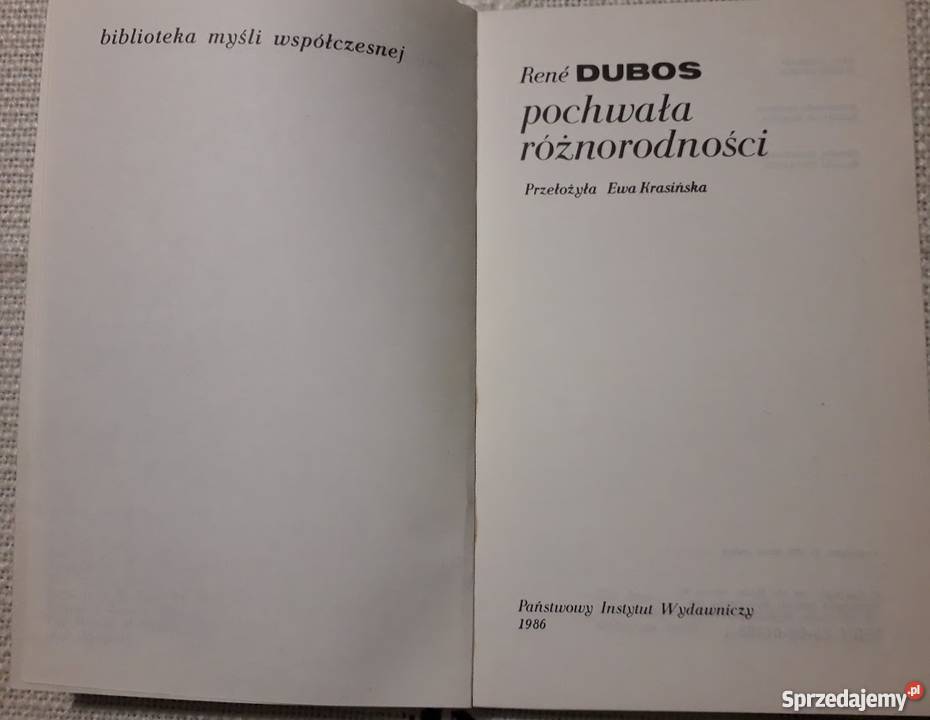 biblioteka myśli współczesnej
René DUBOS
pochwała
różnorodności
Przełożyła Ewa Krasińska
Państwowy Instytut Wydawniczy
1986
Sprzedajemy.pl